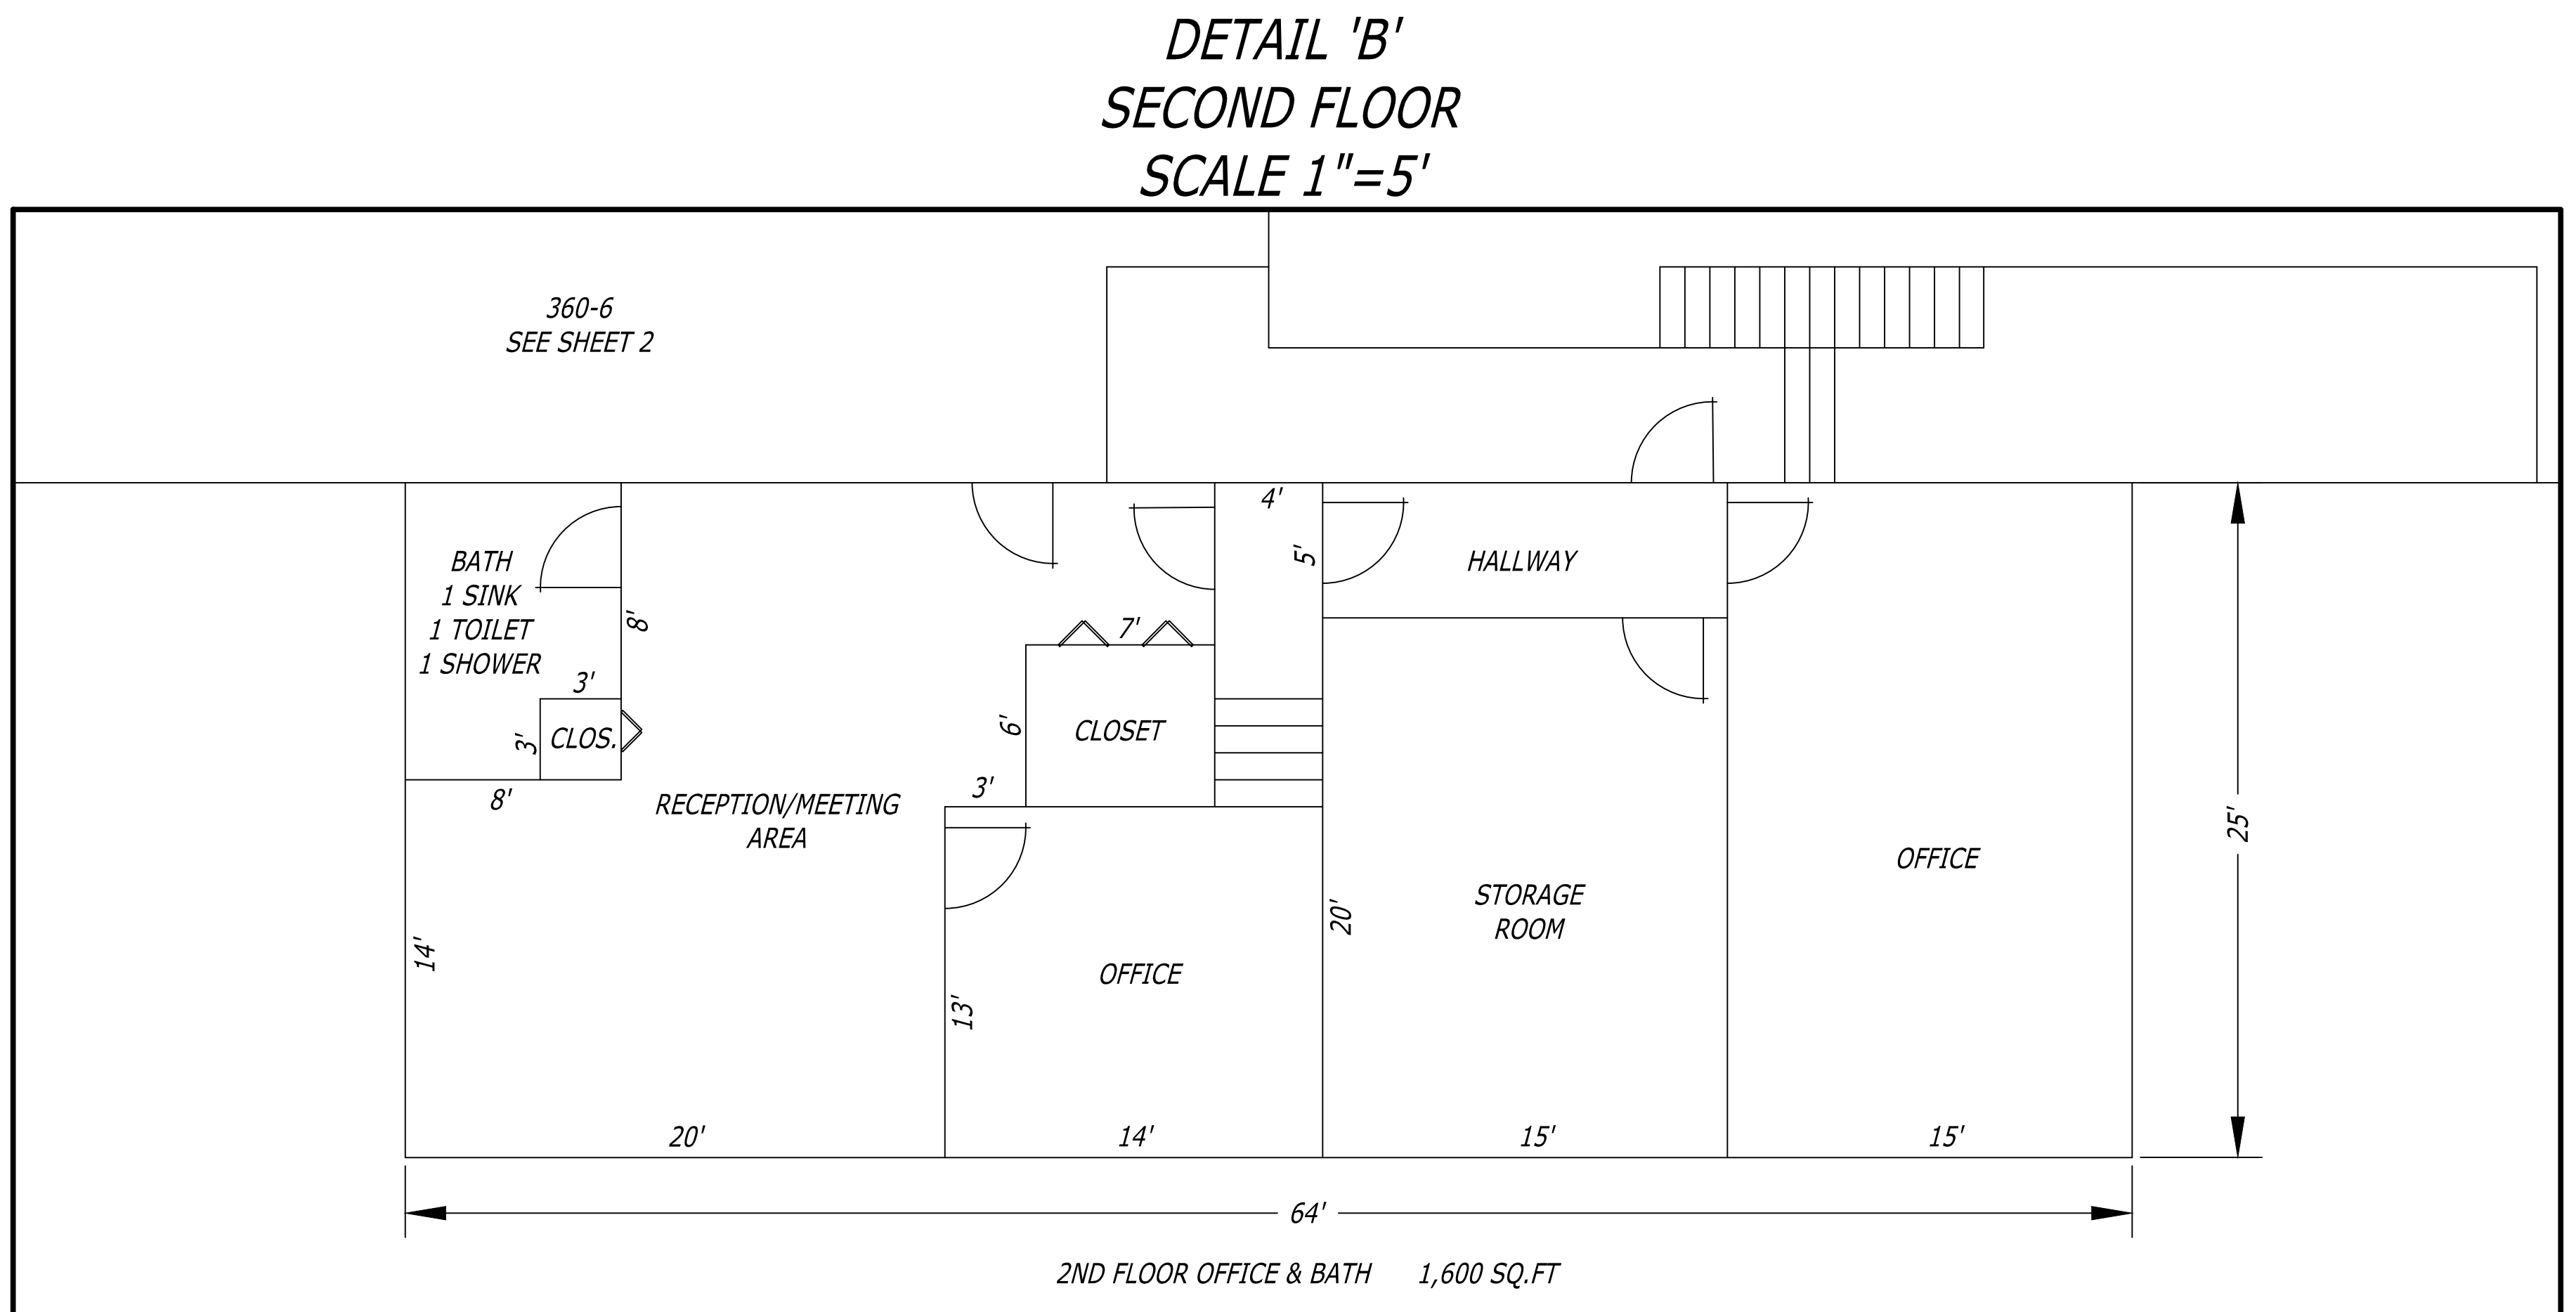 DETAIL 'B'
SECOND FLOOR
SCALE 1"=5'
360-6
SEE SHEET 2
4'
5'
HALLWAY
BATH
1 SINK
1 TOILET
1 SHOWER
8'
7'
3'
3'
CLOS.
6'
CLOSET
3'
8'
RECEPTION/MEETING
AREA
25'
OFFICE
STORAGE
ROOM
20'
14'
OFFICE
13'
20'
14'
15'
15'
64'
2ND FLOOR OFFICE & BATH 1,600 SQ.FT